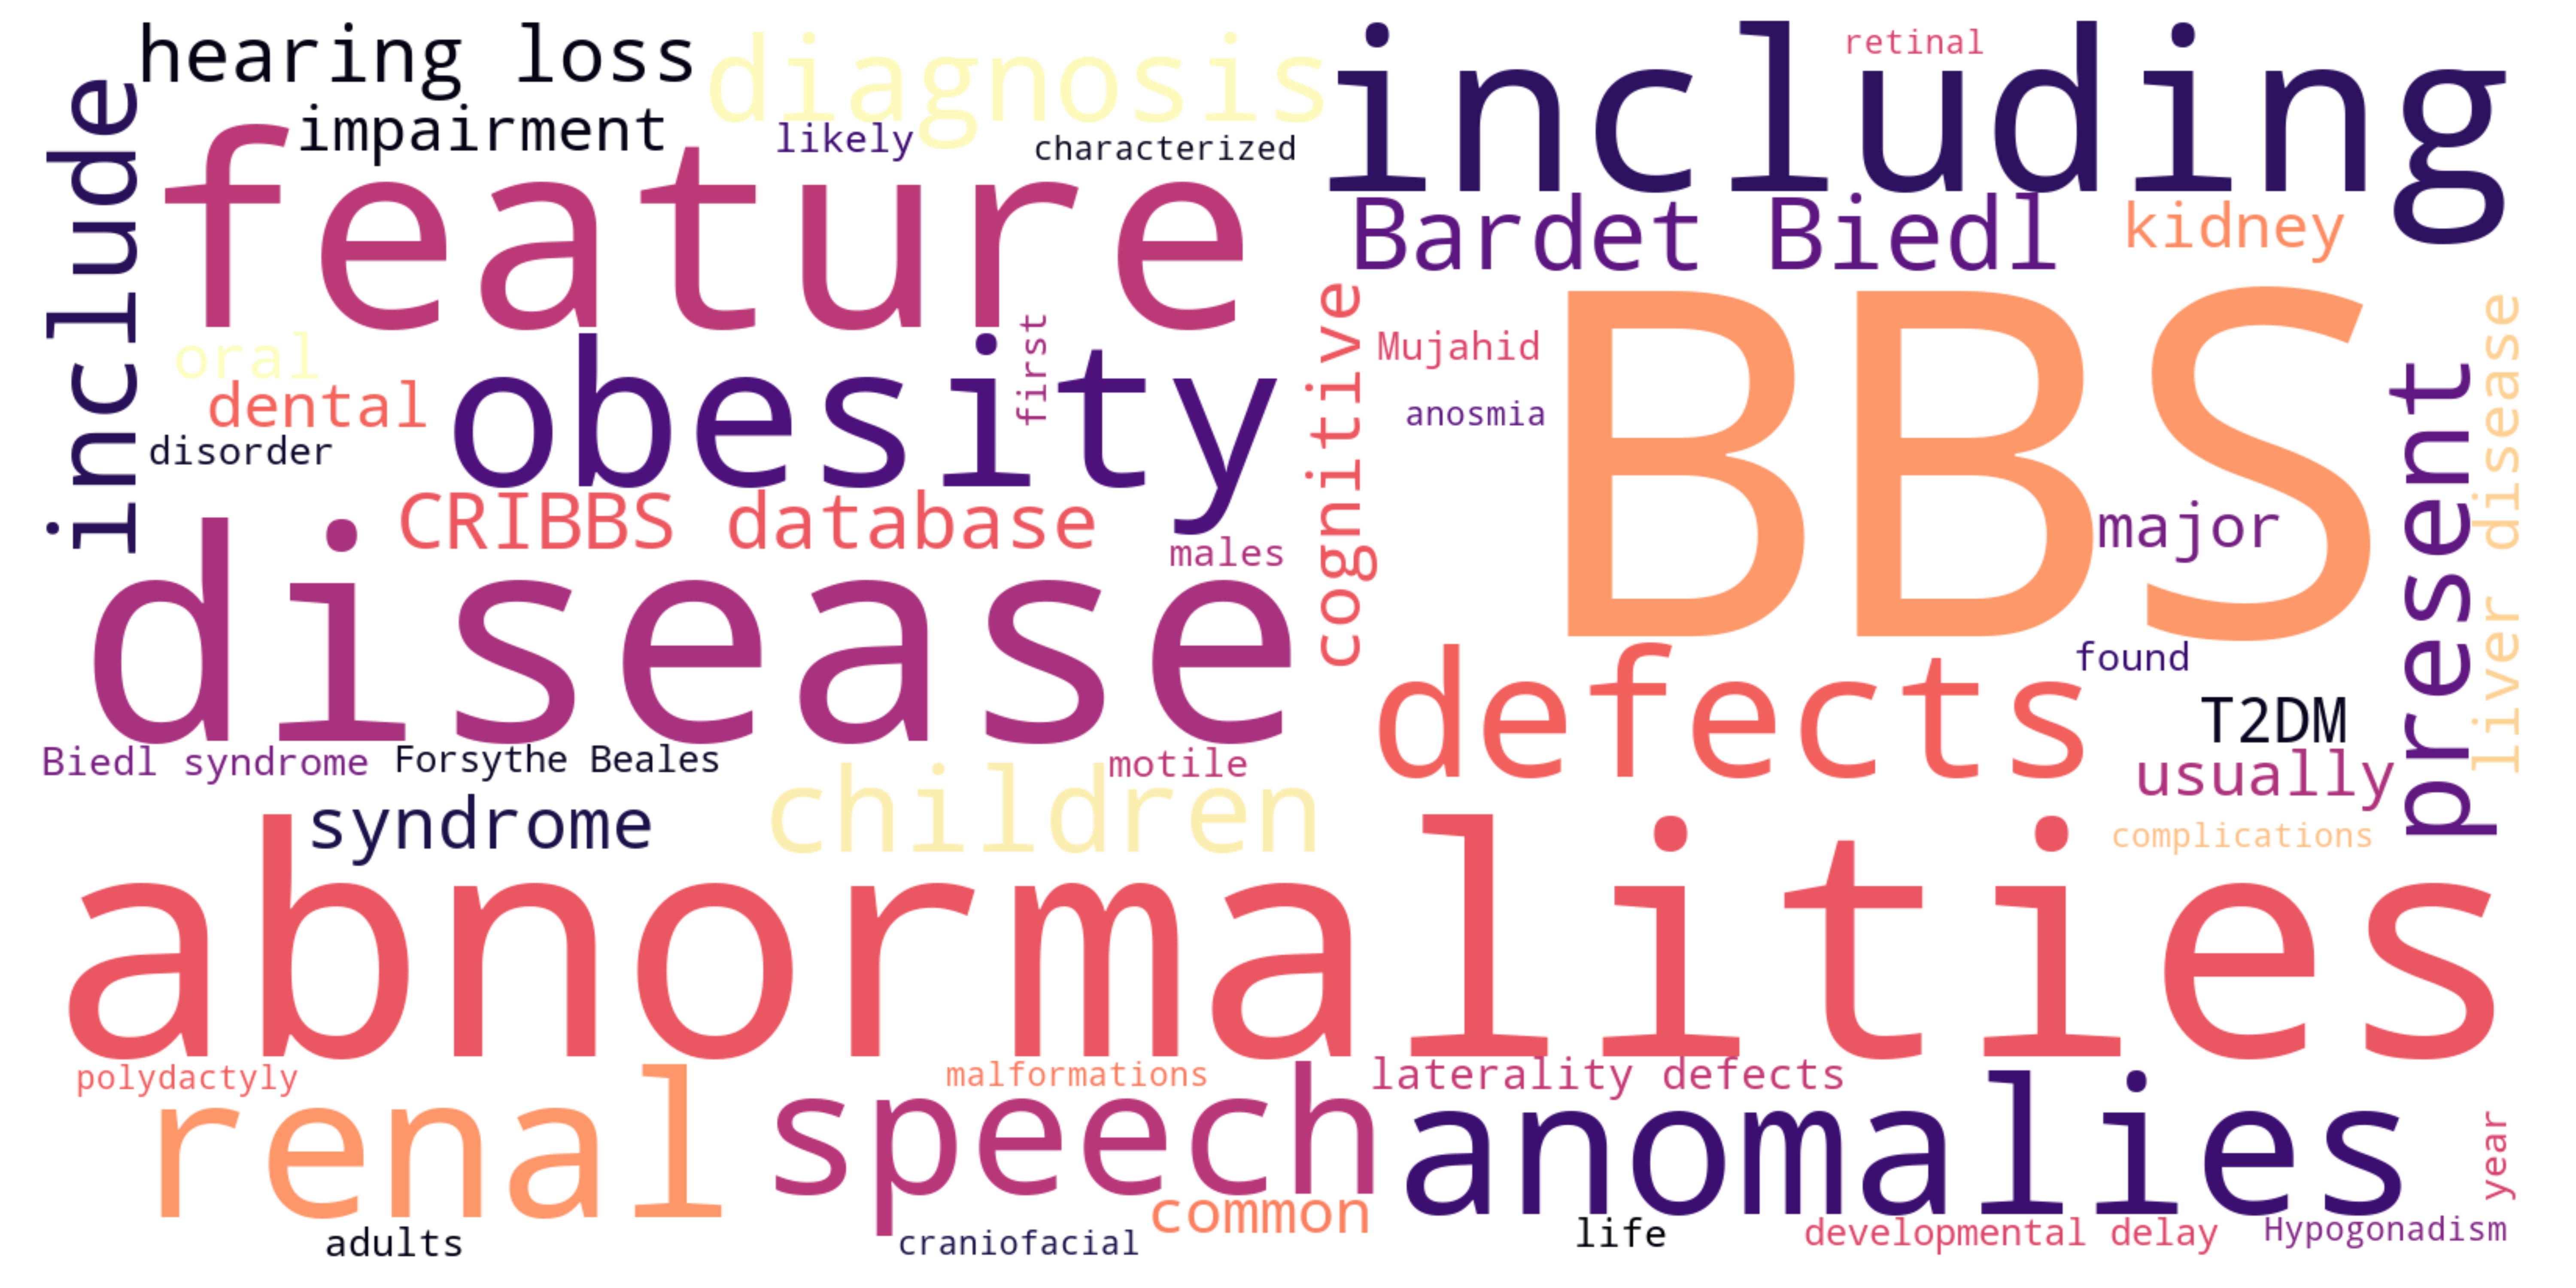 hearing loss
diagnosis
including
retinal
include
impairment
likely
characterized
feature
Bardet Biedl
kidney
oral
first
cognitive
Mujahid
BBS
present
liver disease
dental
obesity
anosmia
disorder
CRIBBS database
major
males
disease
defects
found
T2DM
Biedl syndrome
Forsythe Beales
motile
usually
syndrome
children
complications
abnormalities
polydactyly
malformations
laterality defects
renal
speech
anomalies
year
common
adults
craniofacial
life
developmental delay
Hypogonadism